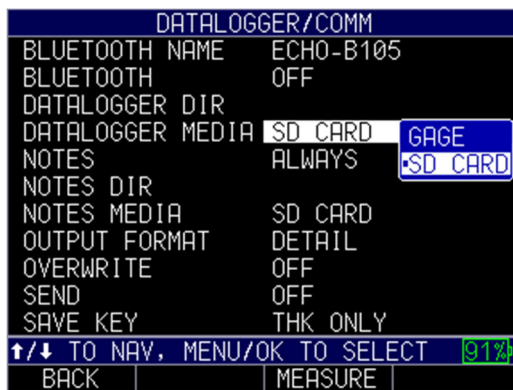 DATALOGGER/COMM
BLUETOOTH NAME ECHO-B105
BLUETOOTH OFF
DATALOGGER DIR
DATALOGGER MEDIA SD CARD
GAGE
▪SD CARD
NOTES ALWAYS
NOTES DIR
NOTES MEDIA SD CARD
OUTPUT FORMAT DETAIL
OVERWRITE OFF
SEND OFF
SAVE KEY THK ONLY
↑/↓ TO NAV, MENU/OK TO SELECT 91%
BACK MEASURE